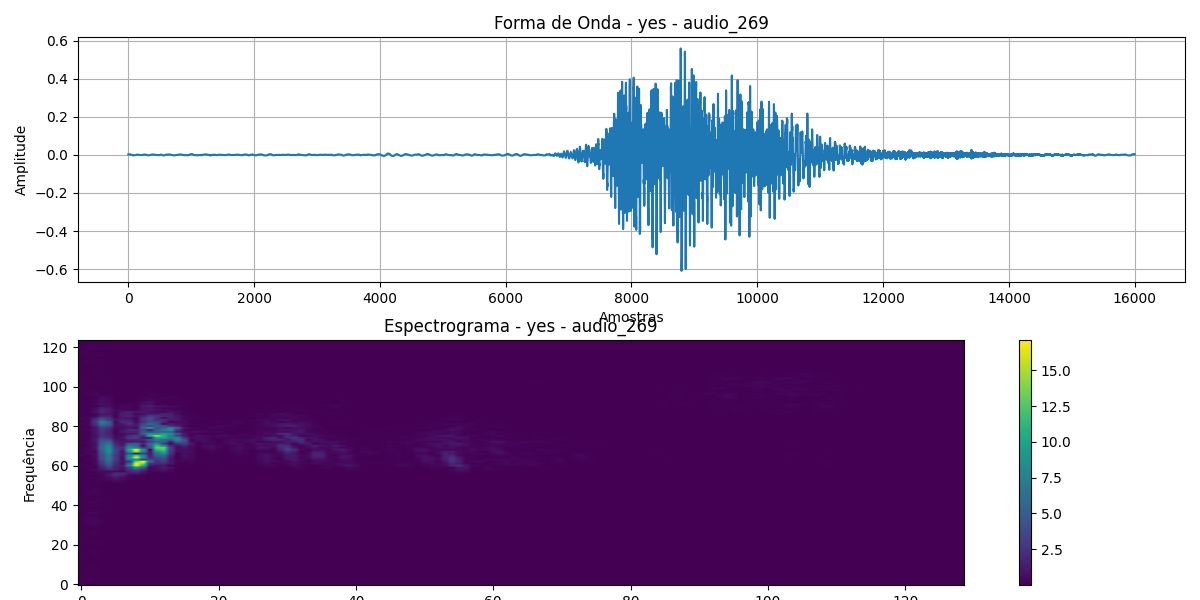 Forma de Onda - yes - audio_269
0.6
0.4
0.2
0.0
−0.2
−0.4
−0.6
Amplitude
0 2000 4000 6000 8000 10000 12000 14000 16000
Amostras
Espectrograma - yes - audio_269
120
100
80
60
40
20
0
Frequência
0 20 40 60 80 100 120
15.0
12.5
10.0
7.5
5.0
2.5